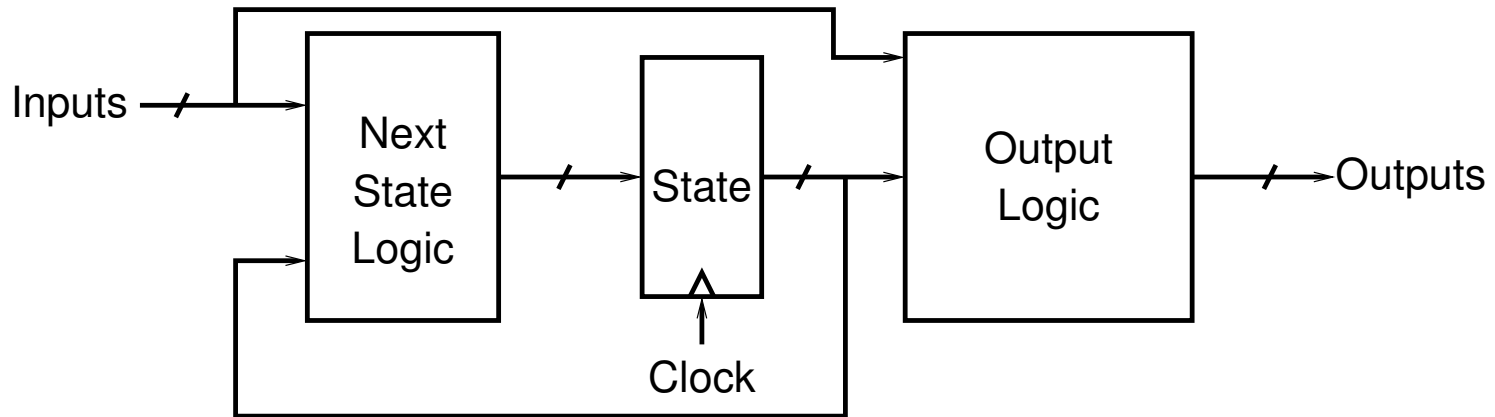 Inputs
Next
State
Logic
State
Clock
Output
Logic
Outputs